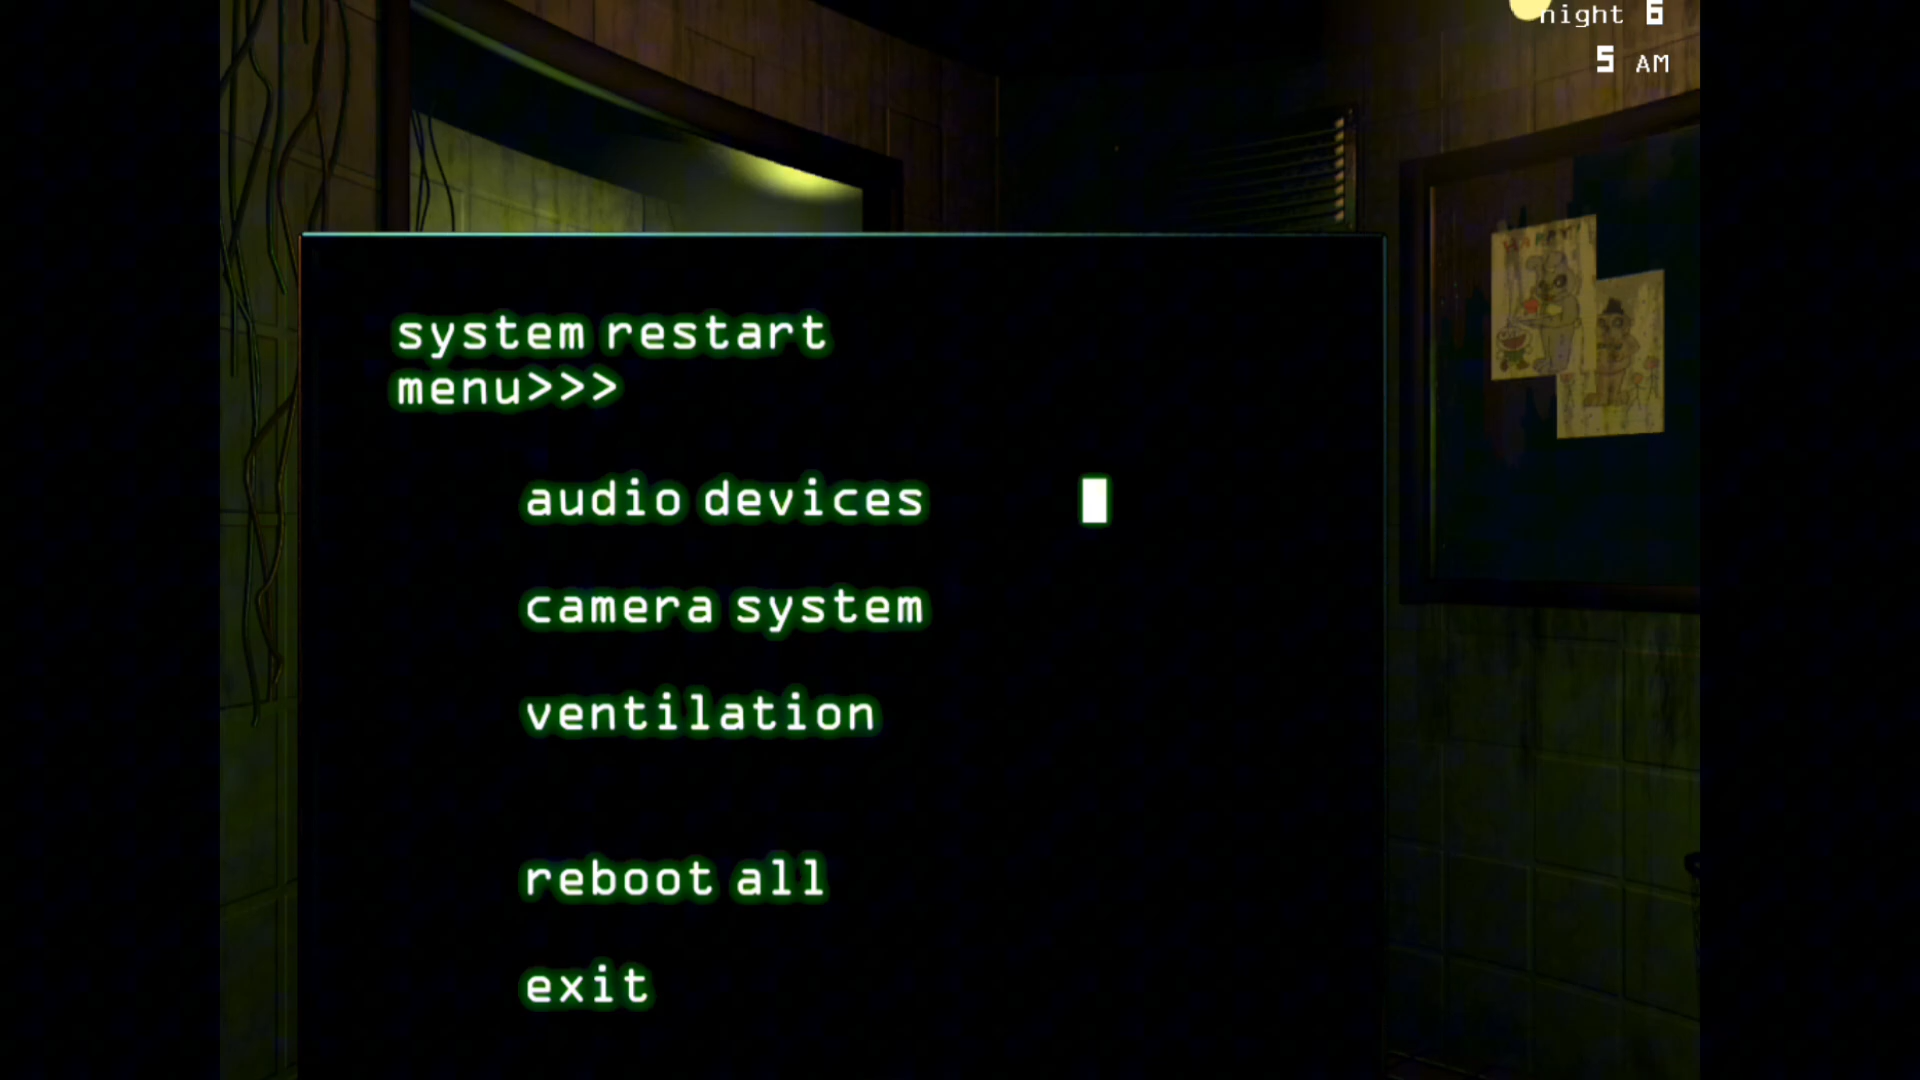 night 6
5 AM
system restart
menu>>>
audio devices
camera system
ventilation
reboot all
exit